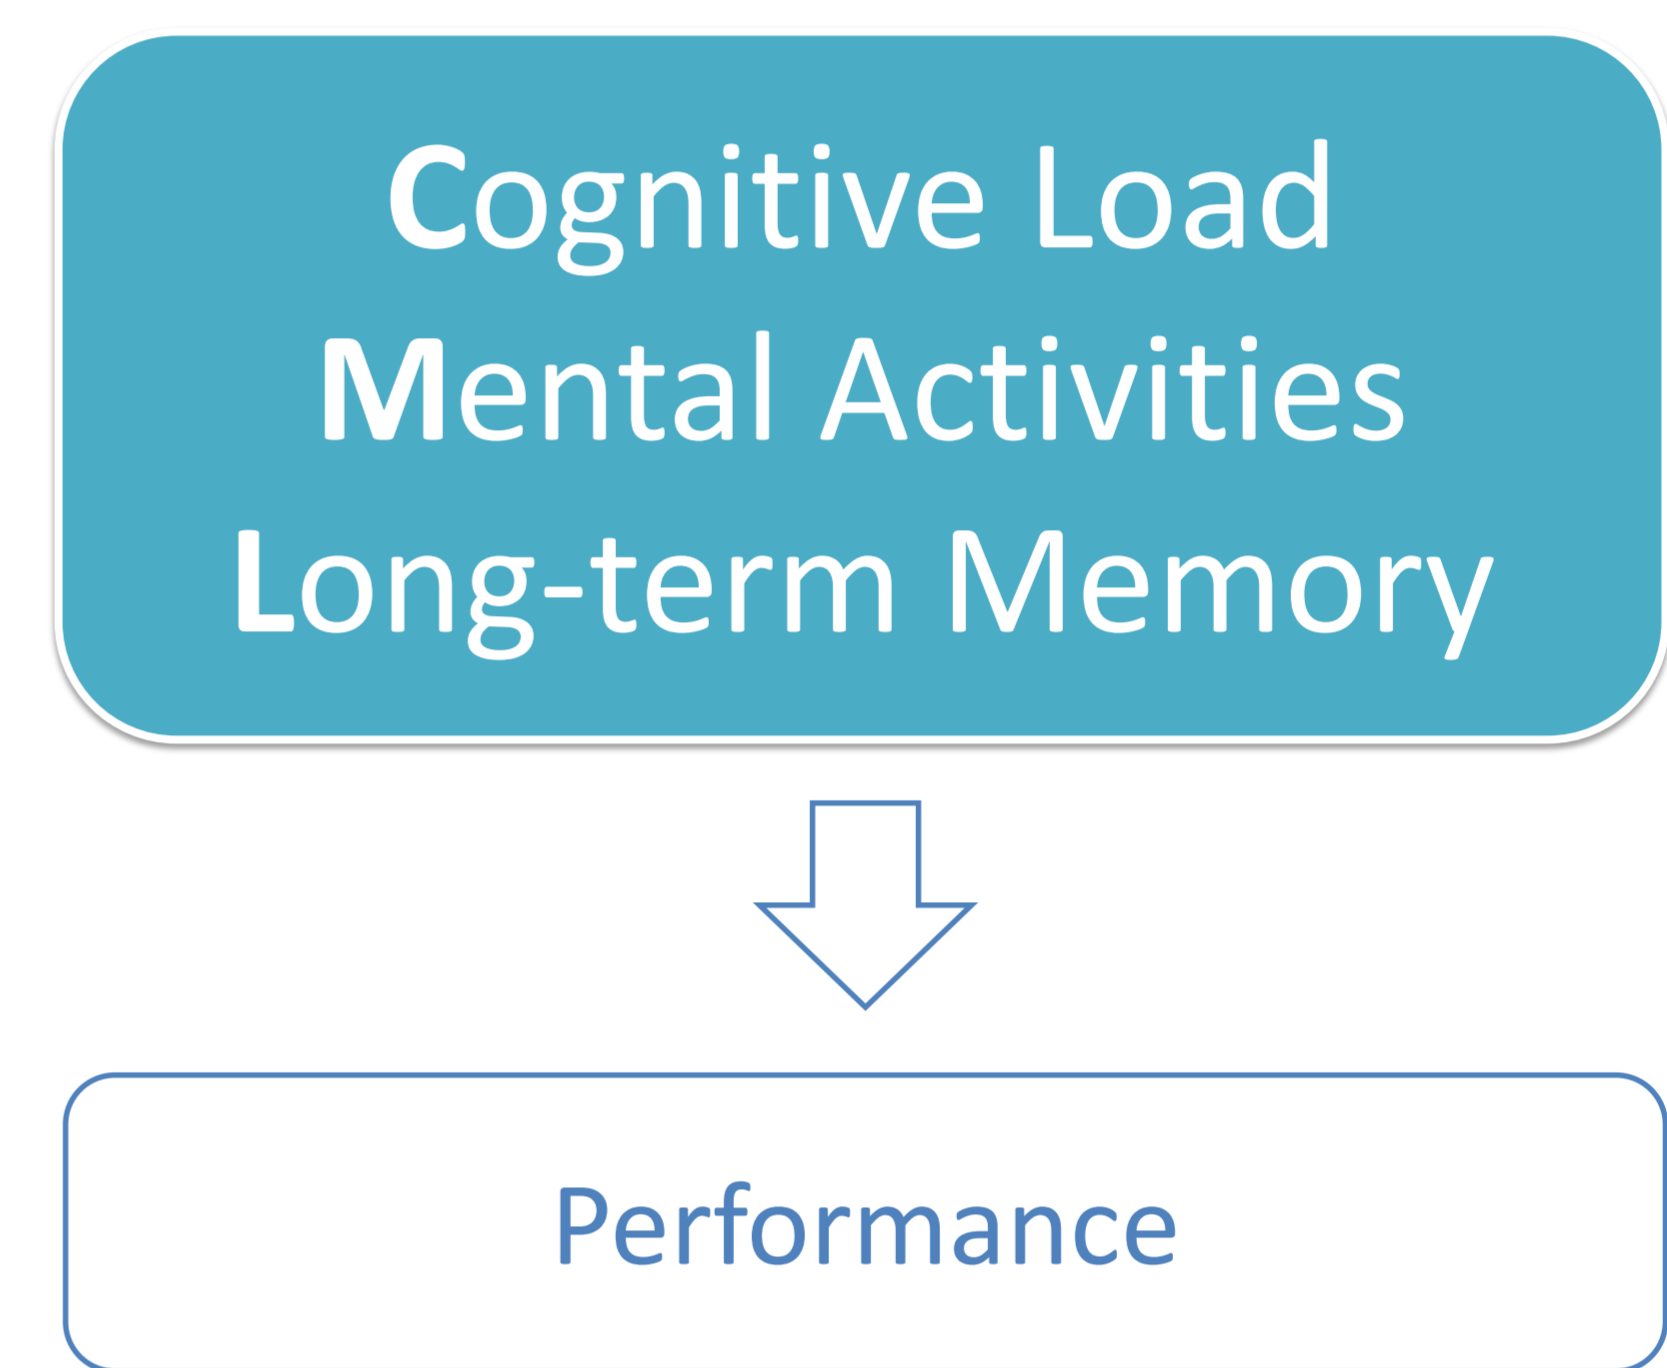 Cognitive Load
Mental Activities
Long-term Memory
Performance